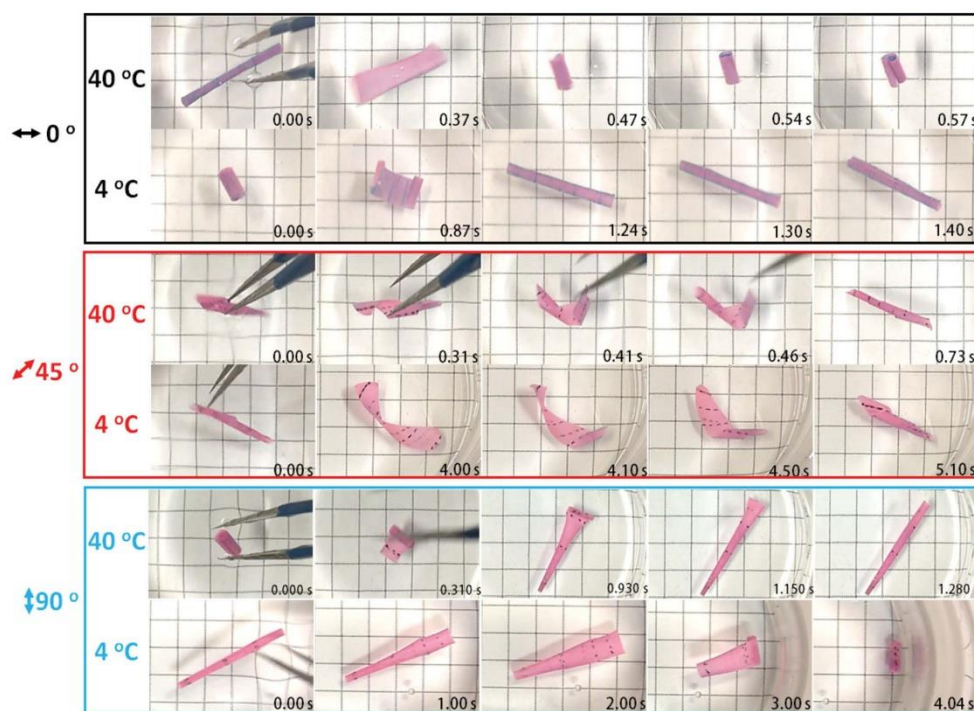 40 °C
0.00 s 0.37 s 0.47 s 0.54 s 0.57 s
0 °
4 °C
0.00 s 0.87 s 1.24 s 1.30 s 1.40 s
40 °C
0.00 s 0.31 s 0.41 s 0.46 s 0.73 s
45 °
4 °C
0.00 s 4.00 s 4.10 s 4.50 s 5.10 s
40 °C
0.000 s 0.310 s 0.930 s 1.150 s 1.280 s
90 °
4 °C
0.00 s 1.00 s 2.00 s 3.00 s 4.04 s